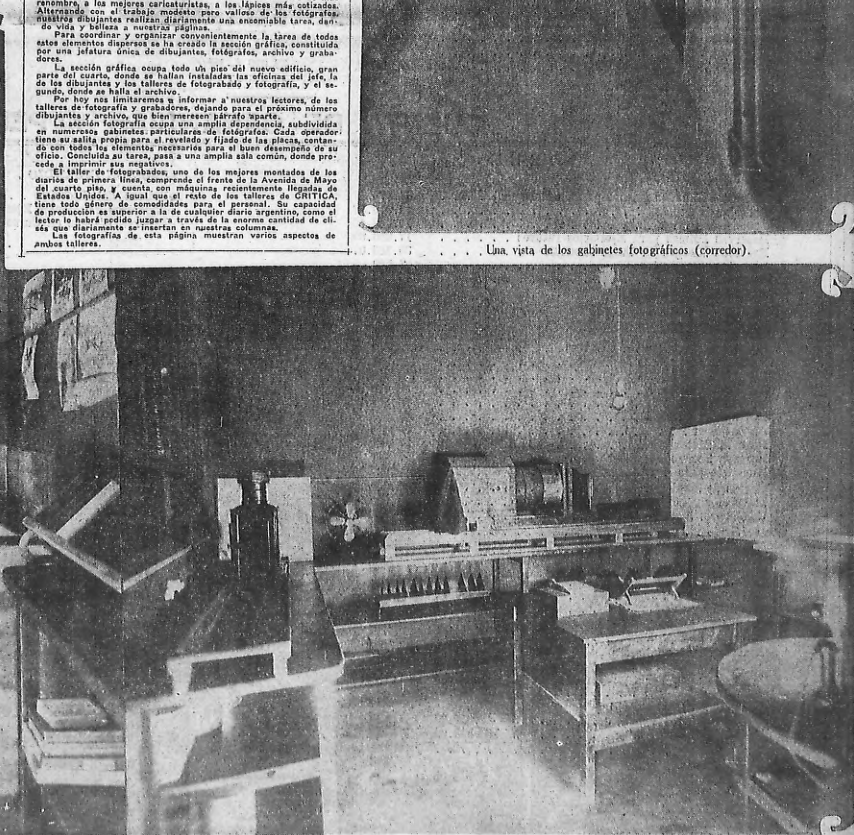 renombre, a los mejores caricaturistas, a los lápices más cotizados.
Alternando con el trabajo modesto pero valioso de los fotógrafos,
nuestros dibujantes realizan diariamente una encomiable tarea, dan-
do vida y belleza a nuestras páginas.
Para coordinar y organizar convenientemente la tarea de todos
estos elementos dispersos se ha creado la sección gráfica, constituída
por una jefatura única de dibujantes, fotógrafos, archivo y graba-
dores.
La sección gráfica ocupa todo un piso del nuevo edificio, gran
parte del cuarto, donde se hallan instaladas las oficinas del jefe, la
de los dibujantes y los talleres de fotograbado y fotografía, y el se-
gundo, donde se halla el archivo.
Por hoy nos limitaremos a informar a nuestros lectores, de los
talleres de fotografía y grabadores, dejando para el próximo número
dibujantes y archivo, que bien merecen párrafo aparte.
La sección fotografía ocupa una amplia dependencia, subdividida
en numerosos gabinetes particulares de fotógrafos. Cada operador
tiene su salita propia para el revelado y fijado de las placas, contan-
do con todos los elementos necesarios para el buen desempeño de su
oficio. Concluída su tarea, pasa a una amplia sala común, donde pro-
cede a imprimir sus negativos.
El taller de fotograbados, uno de los mejores montados de los
diarios de primera línea, comprende el frente de la Avenida de Mayo
del cuarto piso, y cuenta con máquinas recientemente llegadas de
Estados Unidos. A igual que el resto de los talleres de CRITICA,
tiene todo género de comodidades para el personal. Su capacidad
de producción es superior a la de cualquier diario argentino, como el
lector lo habrá podido juzgar a través de la enorme cantidad de cli-
sés que diariamente se insertan en nuestras columnas.
Las fotografías de esta página muestran varios aspectos de
ambos talleres.
Una vista de los gabinetes fotográficos (corredor).